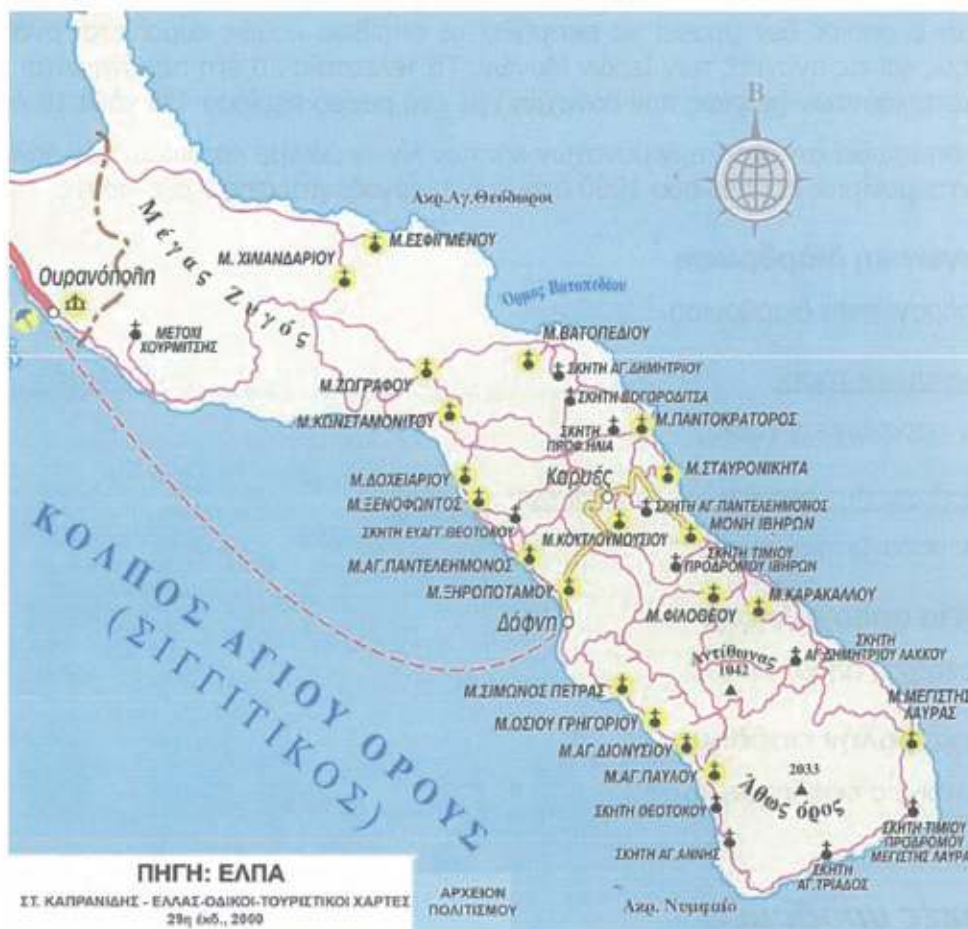 Β
Ακρ. Αγ. Θεόδωροι
Μ.ΕΣΦΙΓΜΕΝΟΥ
Μ. ΧΙΛΙΑΝΔΑΡΙΟΥ
Μέγας Ζυγός
Ουρανόπολη
ΜΕΤΟΧΙ
ΧΟΥΡΜΙΤΣΗΣ
Όρμος Βατοπεδίου
Μ.ΒΑΤΟΠΕΔΙΟΥ
ΣΚΗΤΗ ΑΓ.ΔΗΜΗΤΡΙΟΥ
Μ.ΖΩΓΡΑΦΟΥ
ΣΚΗΤΗ ΒΟΓΟΡΟΔΙΤΣΑ
Μ.ΚΩΝΣΤΑΜΟΝΙΤΟΥ
Μ.ΠΑΝΤΟΚΡΑΤΟΡΟΣ
ΣΚΗΤΗ
ΠΡΟΦ.ΗΛΙΑ
Μ.ΣΤΑΥΡΟΝΙΚΗΤΑ
Μ.ΔΟΧΕΙΑΡΙΟΥ
Καρυές
Μ.ΞΕΝΟΦΩΝΤΟΣ
ΣΚΗΤΗ ΑΓ.ΠΑΝΤΕΛΕΗΜΟΝΟΣ
ΜΟΝΗ ΙΒΗΡΩΝ
ΣΚΗΤΗ ΕΥΑΓΓ.ΘΕΟΤΟΚΟΥ
Μ.ΚΟΥΤΛΟΥΜΟΥΣΙΟΥ
ΣΚΗΤΗ ΤΙΜΙΟΥ
ΠΡΟΔΡΟΜΟΥ ΙΒΗΡΩΝ
Μ.ΑΓ.ΠΑΝΤΕΛΗΜΟΝΟΣ
Μ.ΞΗΡΟΠΟΤΑΜΟΥ
Μ.ΚΑΡΑΚΑΛΛΟΥ
Μ.ΦΙΛΟΘΕΟΥ
Δάφνη
ΣΚΗΤΗ
ΑΓ.ΔΗΜΗΤΡΙΟΥ ΛΑΚΚΟΥ
Αντίθωνας
1042
Μ.ΣΙΜΩΝΟΣ ΠΕΤΡΑΣ
Μ.ΜΕΓΙΣΤΗΣ
ΛΑΥΡΑΣ
Μ.ΟΣΙΟΥ ΓΡΗΓΟΡΙΟΥ
Μ.ΑΓ.ΔΙΟΝΥΣΙΟΥ
Μ.ΑΓ.ΠΑΥΛΟΥ
2033
Άθως όρος
ΣΚΗΤΗ ΘΕΟΤΟΚΟΥ
ΣΚΗΤΗ ΤΙΜΙΟΥ
ΠΡΟΔΡΟΜΟΥ
ΜΕΓΙΣΤΗΣ ΛΑΥΡΑΣ
ΣΚΗΤΗ ΑΓ.ΑΝΝΗΣ
ΣΚΗΤΗ
ΑΓ.ΤΡΙΑΔΟΣ
Ακρ. Νυμφαίο
ΚΟΛΠΟΣ ΑΓΙΟΥ ΟΡΟΥΣ
(ΣΙΓΓΙΤΙΚΟΣ)
ΠΗΓΗ: ΕΛΠΑ
ΣΤ. ΚΑΠΡΑΝΙΔΗΣ - ΕΛΛΑΣ-ΟΔΙΚΟΙ-ΤΟΥΡΙΣΤΙΚΟΙ ΧΑΡΤΕΣ
29η έκδ., 2000
ΑΡΧΕΙΟΝ
ΠΟΛΙΤΙΣΜΟΥ